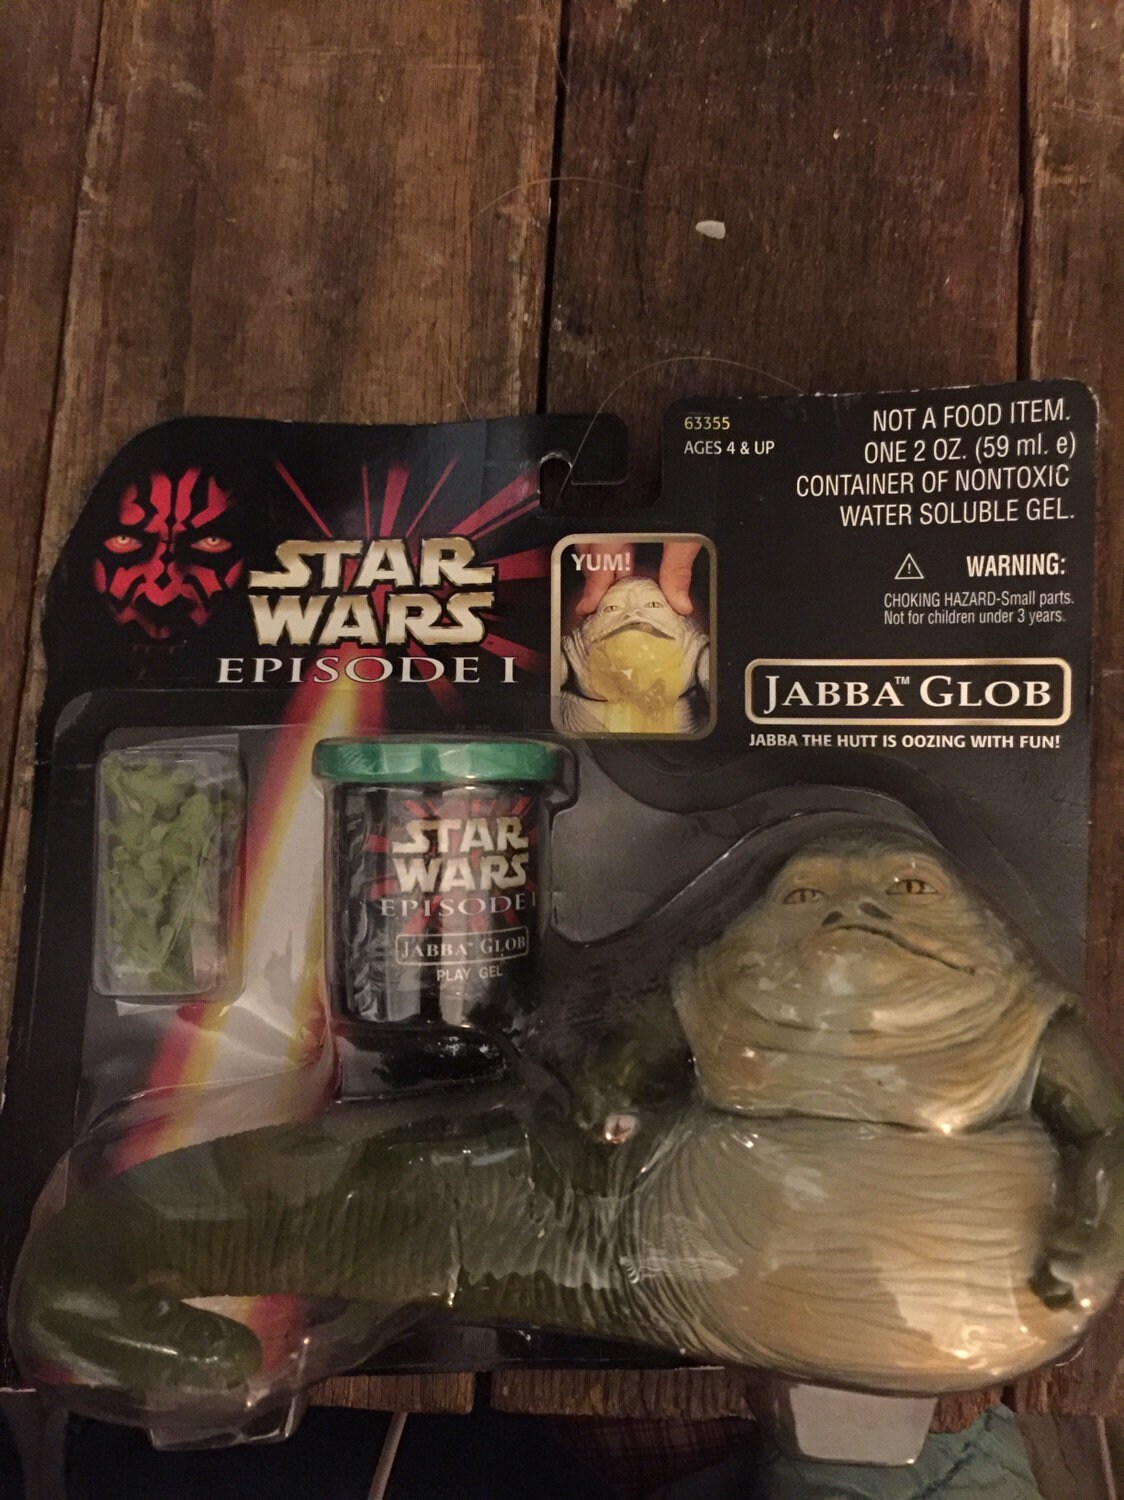 63355
AGES 4 & UP
NOT A FOOD ITEM.
ONE 2 OZ. (59 ml. e)
CONTAINER OF NONTOXIC
WATER SOLUBLE GEL.
WARNING:
CHOKING HAZARD-Small parts.
Not for children under 3 years.
STAR
WARS
EPISODE I
YUM!
JABBA™ GLOB
JABBA THE HUTT IS OOZING WITH FUN!
STAR
WARS
EPISODE I
JABBA™ GLOB
PLAY GEL